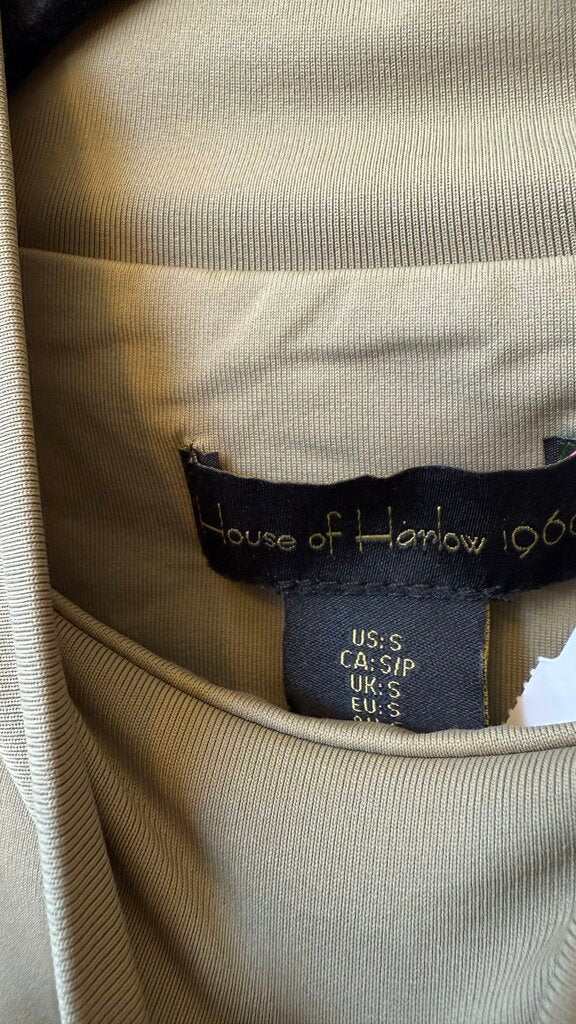 House of Harlow 196
US: S
CA: S/P
UK: S
EU: S